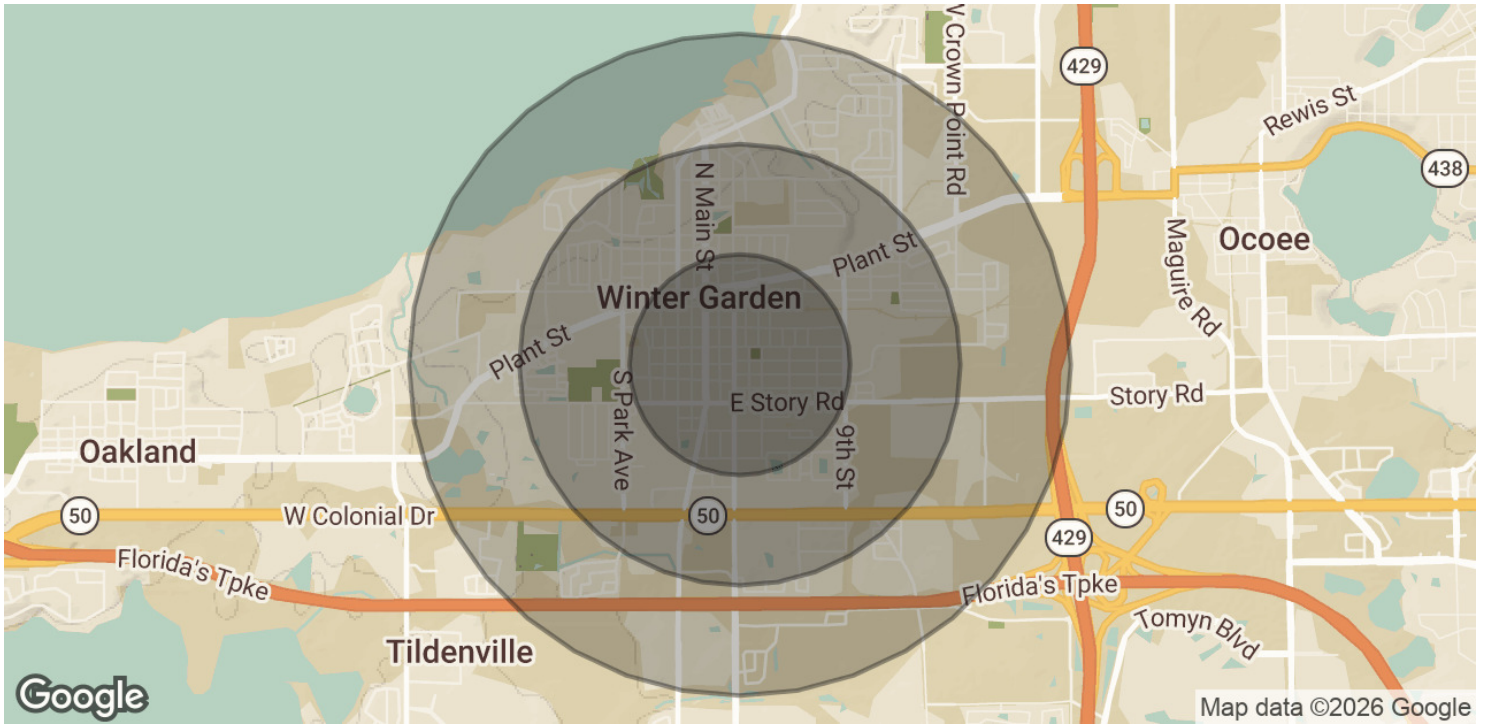 W Crown Point Rd
429
Rewis St
438
N Main St
Maguire Rd
Ocoee
Plant St
Winter Garden
Plant St
S Park Ave
E Story Rd
Story Rd
Oakland
9th St
50
W Colonial Dr
50
50
429
Florida's Tpke
Florida's Tpke
Tomyn Blvd
Tildenville
Google
Map data ©2026 Google